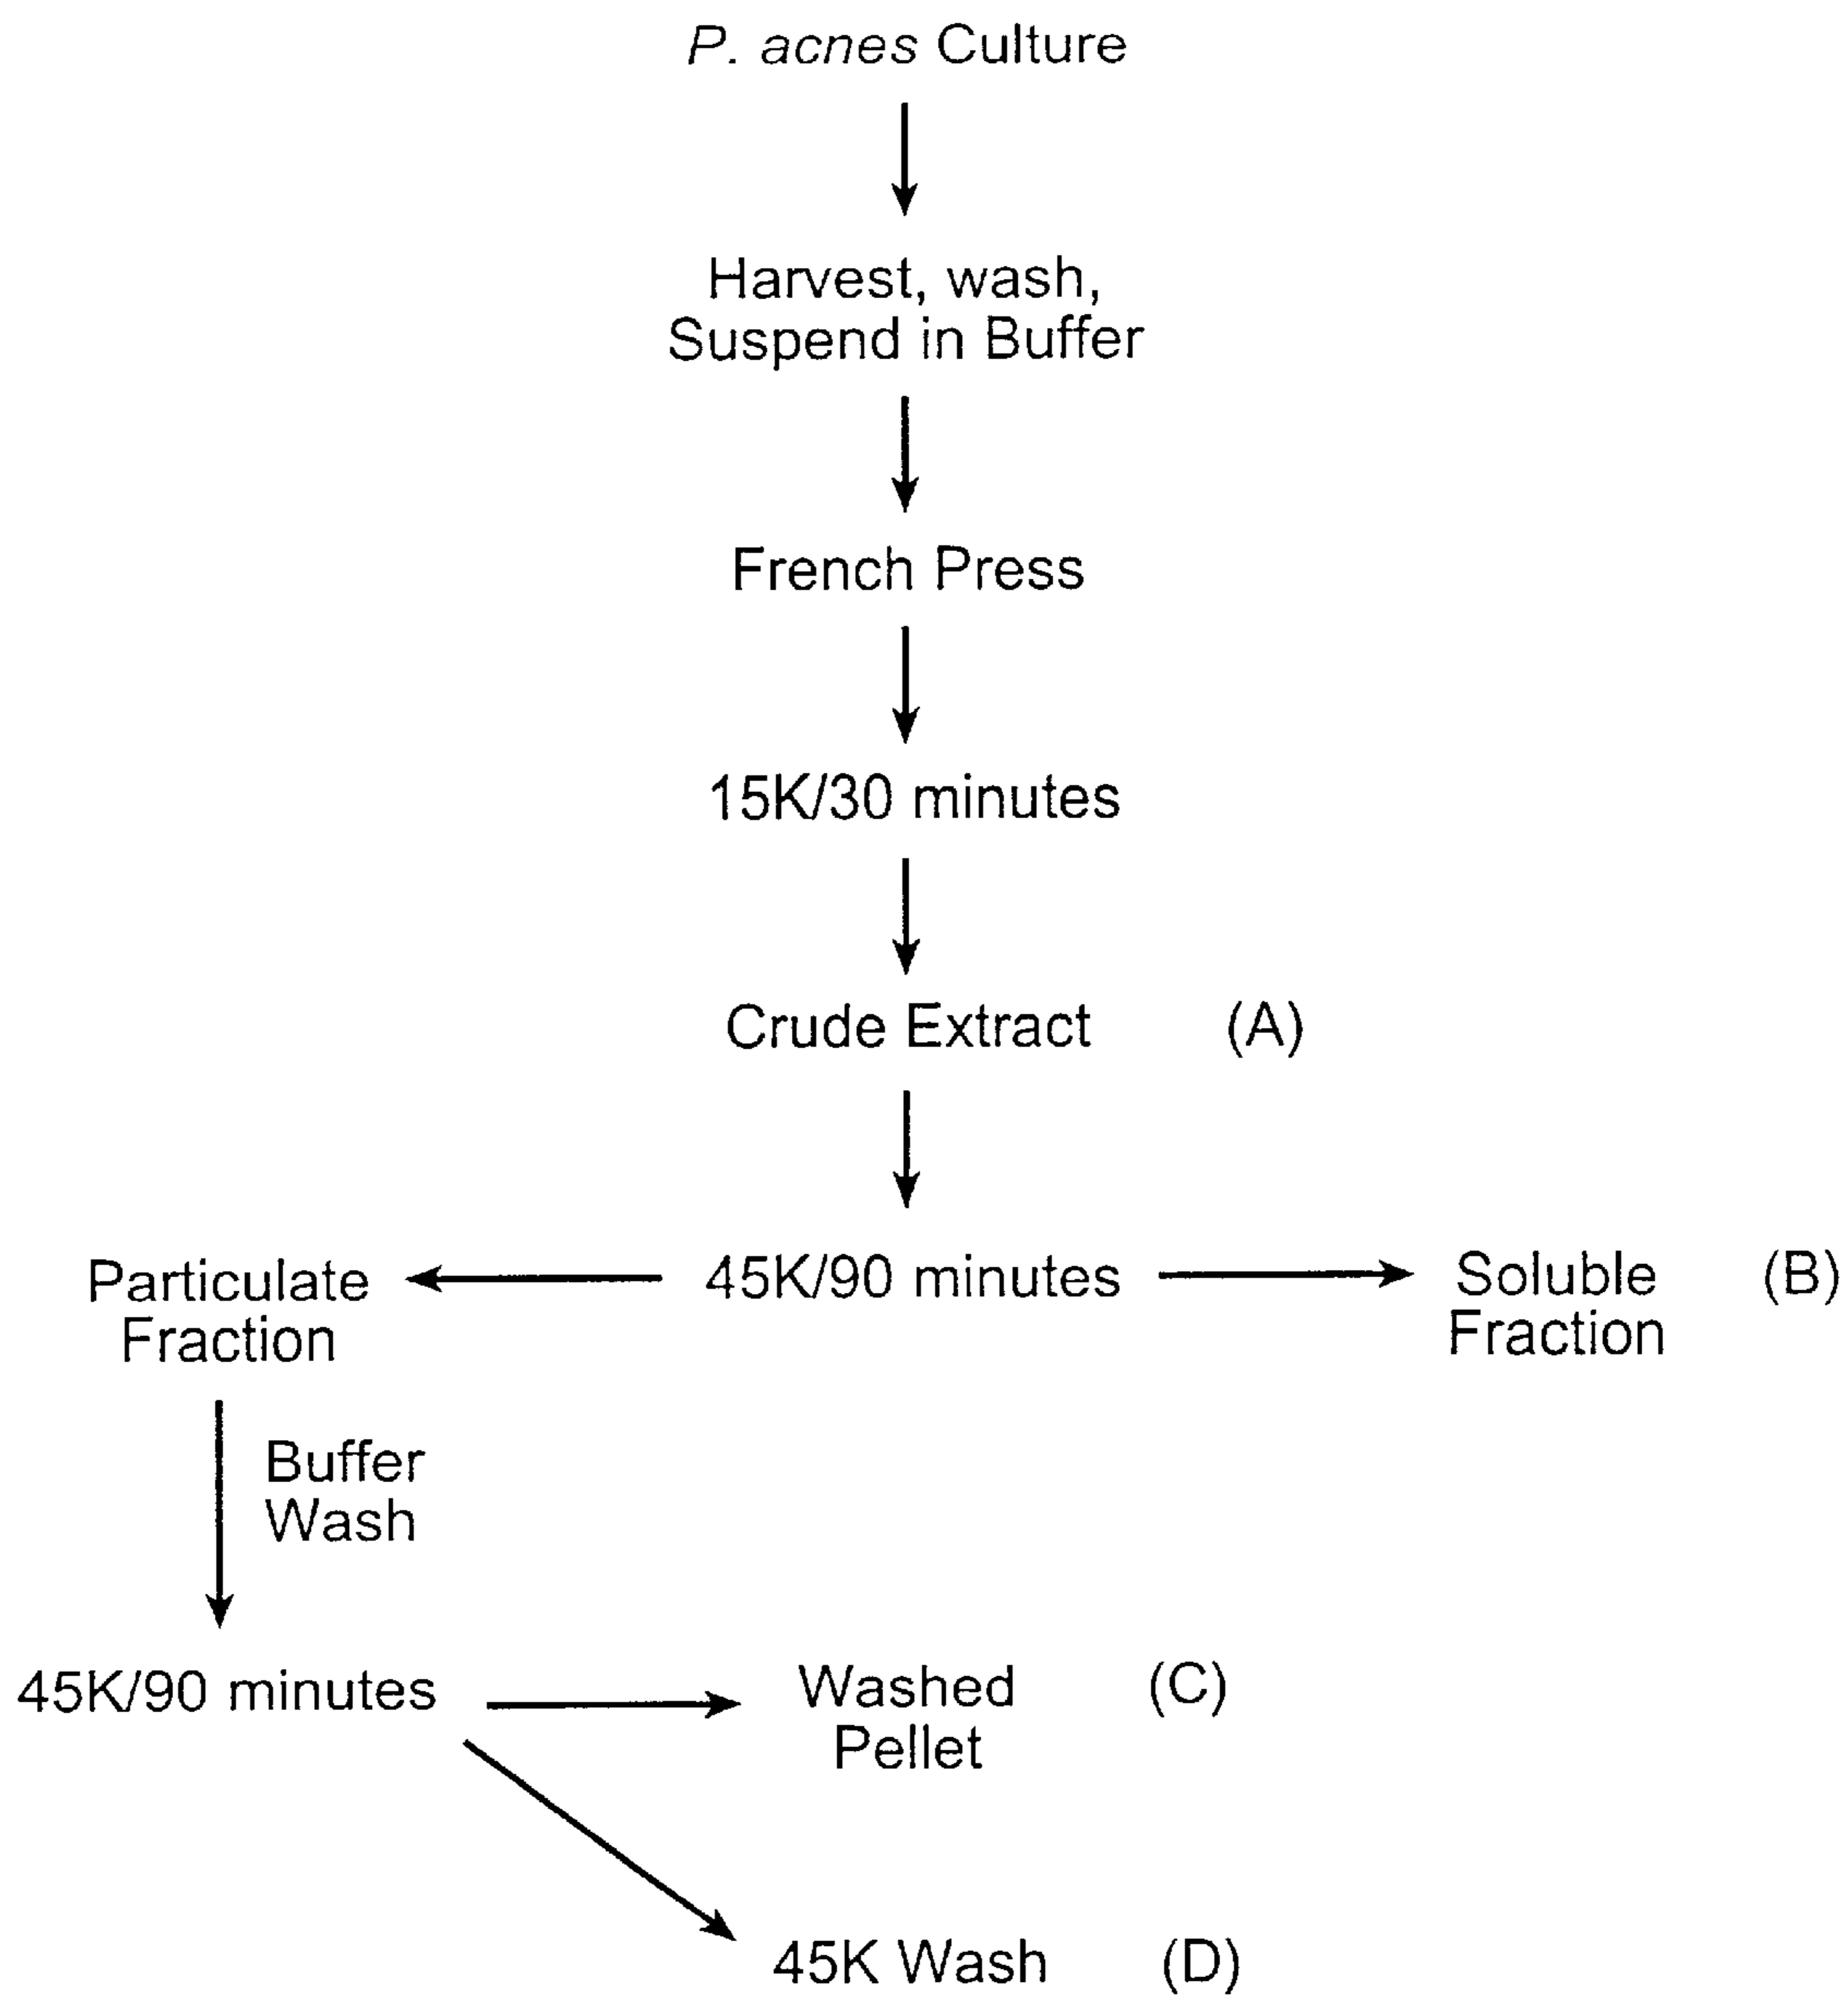 P. acnes Culture
Harvest, wash,
Suspend in Buffer
French Press
15K/30 minutes
Crude Extract (A)
Particulate
Fraction
45K/90 minutes
Soluble (B)
Fraction
Buffer
Wash
45K/90 minutes
Washed (C)
Pellet
45K Wash (D)